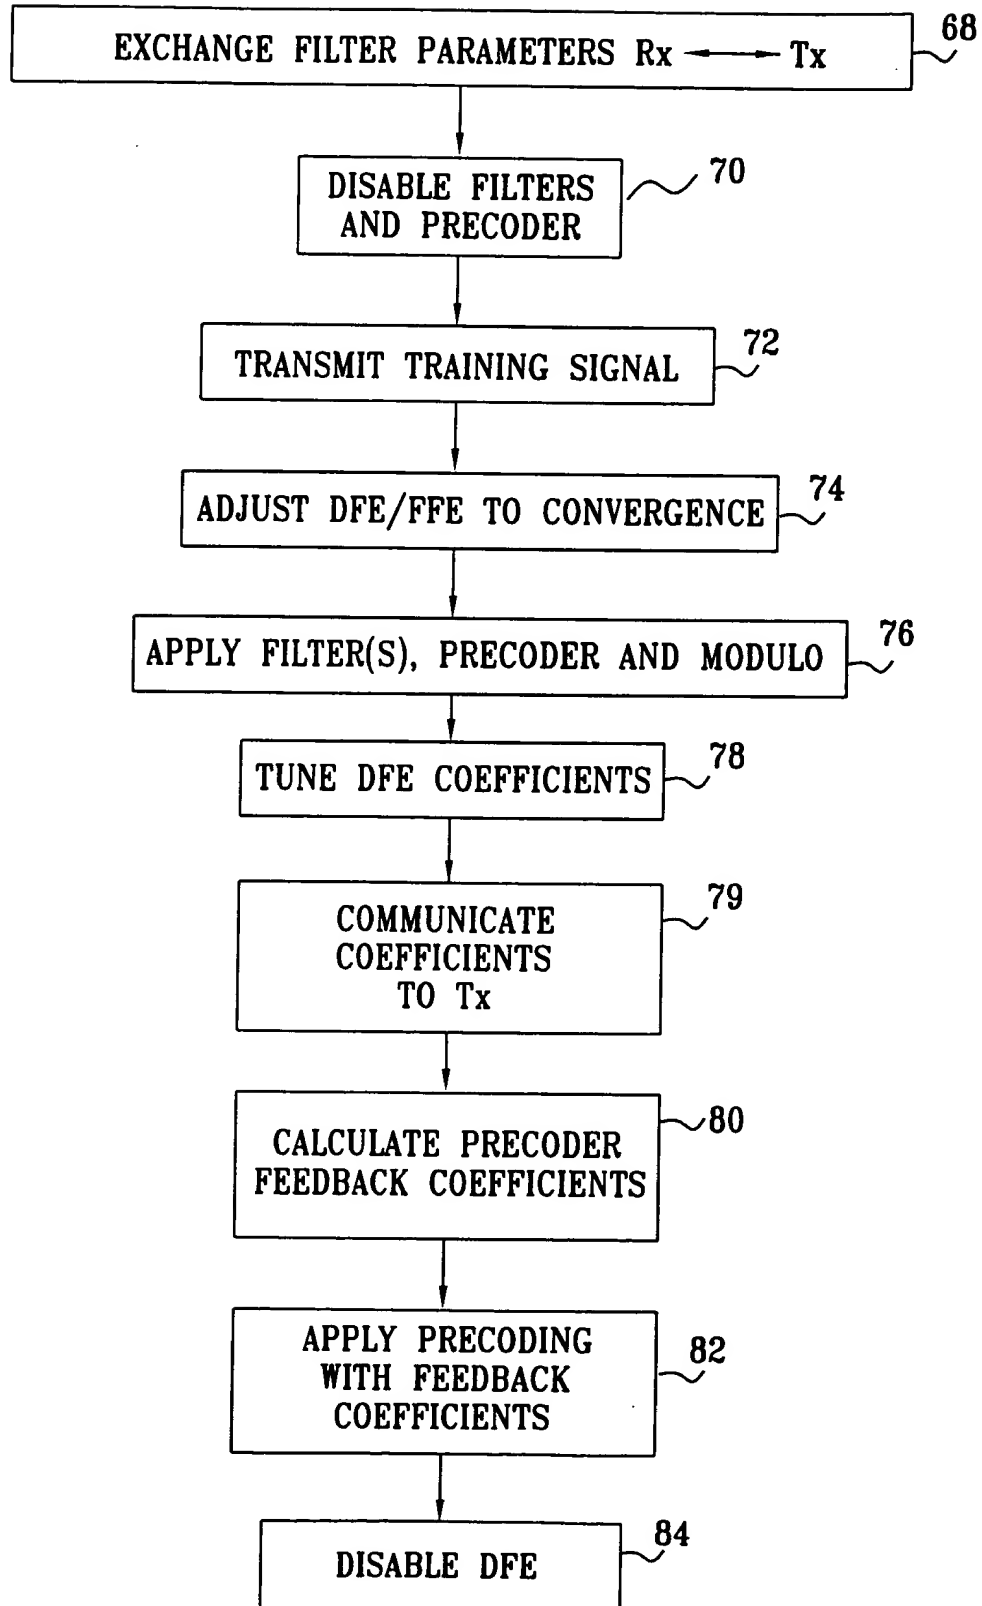 EXCHANGE FILTER PARAMETERS Rx ⟷ Tx
68
DISABLE FILTERS
AND PRECODER
70
TRANSMIT TRAINING SIGNAL
72
ADJUST DFE/FFE TO CONVERGENCE
74
APPLY FILTER(S), PRECODER AND MODULO
76
TUNE DFE COEFFICIENTS
78
COMMUNICATE
COEFFICIENTS
TO Tx
79
CALCULATE PRECODER
FEEDBACK COEFFICIENTS
80
APPLY PRECODING
WITH FEEDBACK
COEFFICIENTS
82
DISABLE DFE
84